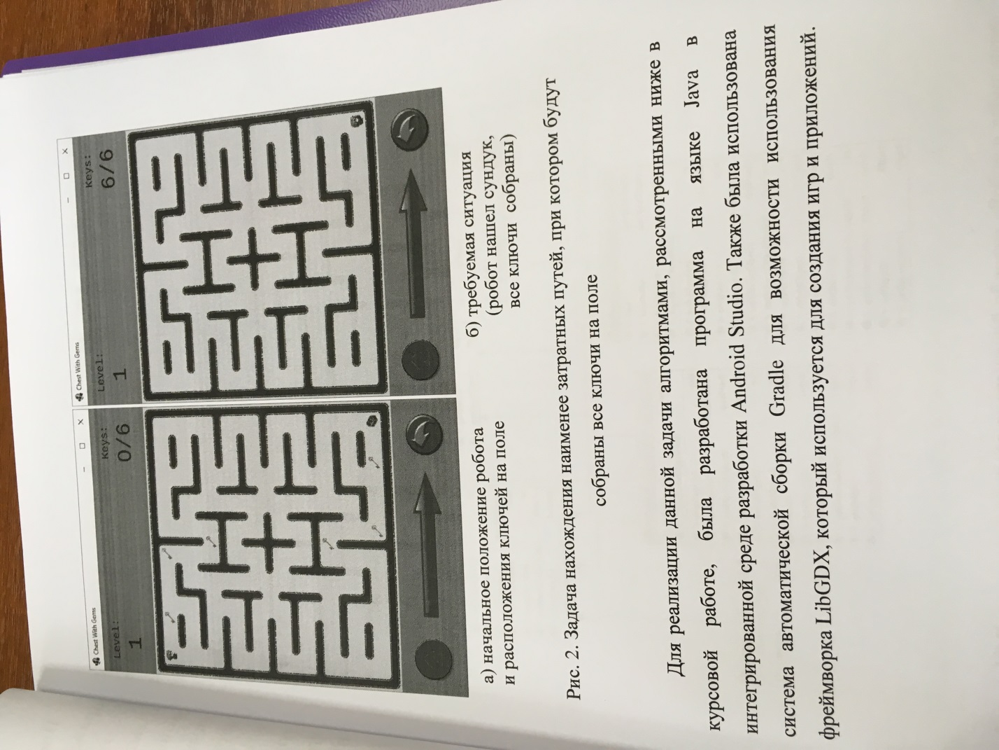 Chest With Gems
Level:
1
Keys:
0/6
Chest With Gems
Level:
1
Keys:
6/6
а) начальное положение робота
и расположения ключей на поле
б) требуемая ситуация
(робот нашел сундук,
все ключи собраны)
Рис. 2. Задача нахождения наименее затратных путей, при котором будут
собраны все ключи на поле
Для реализации данной задачи алгоритмами, рассмотренными ниже в
курсовой работе, была разработана программа на языке Java в
интегрированной среде разработки Android Studio. Также была использована
система автоматической сборки Gradle для возможности использования
фреймворка LibGDX, который используется для создания игр и приложений.